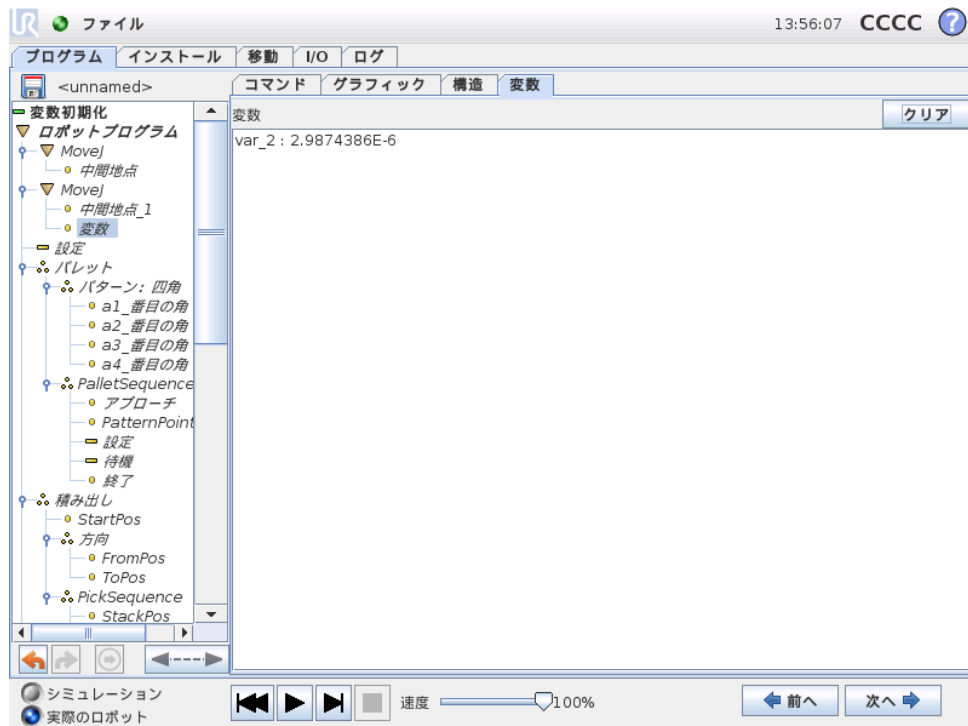 UR ファイル 13:56:07 CCCC ?
プログラム インストール 移動 I/O ログ
<unnamed>
コマンド グラフィック 構造 変数
変数初期化
ロボットプログラム
MoveJ
中間地点
MoveJ
中間地点_1
変数
設定
パレット
パターン: 四角
a1_番目の角
a2_番目の角
a3_番目の角
a4_番目の角
PalletSequence
アプローチ
PatternPoint
設定
待機
終了
積み出し
StartPos
方向
FromPos
ToPos
PickSequence
StackPos
変数 クリア
var_2 : 2.9874386E-6
シミュレーション
実際のロボット
速度 100% 前へ 次へ